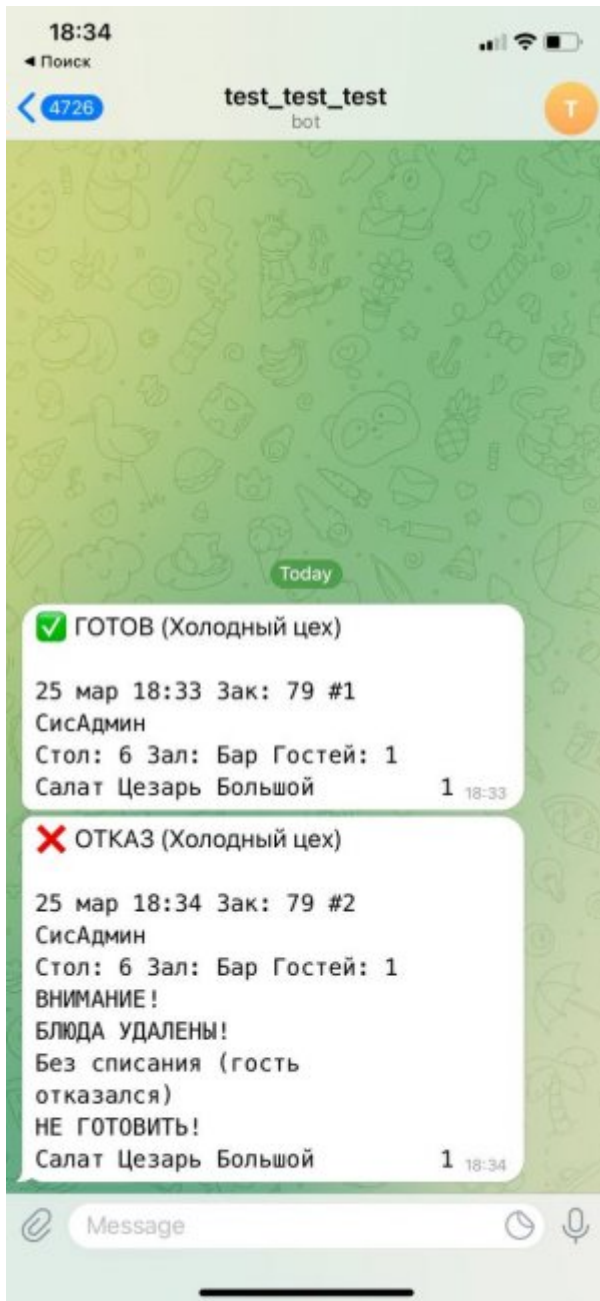 18:34
Поиск
4726
test_test_test
bot
T
Today
ГОТОВ (Холодный цех)
25 мар 18:33 Зак: 79 #1
СисАдмин
Стол: 6 Зал: Бар Гостей: 1
Салат Цезарь Большой 1 18:33
ОТКАЗ (Холодный цех)
25 мар 18:34 Зак: 79 #2
СисАдмин
Стол: 6 Зал: Бар Гостей: 1
ВНИМАНИЕ!
БЛЮДА УДАЛЕНЫ!
Без списания (гость
отказался)
НЕ ГОТОВИТЬ!
Салат Цезарь Большой 1 18:34
Message